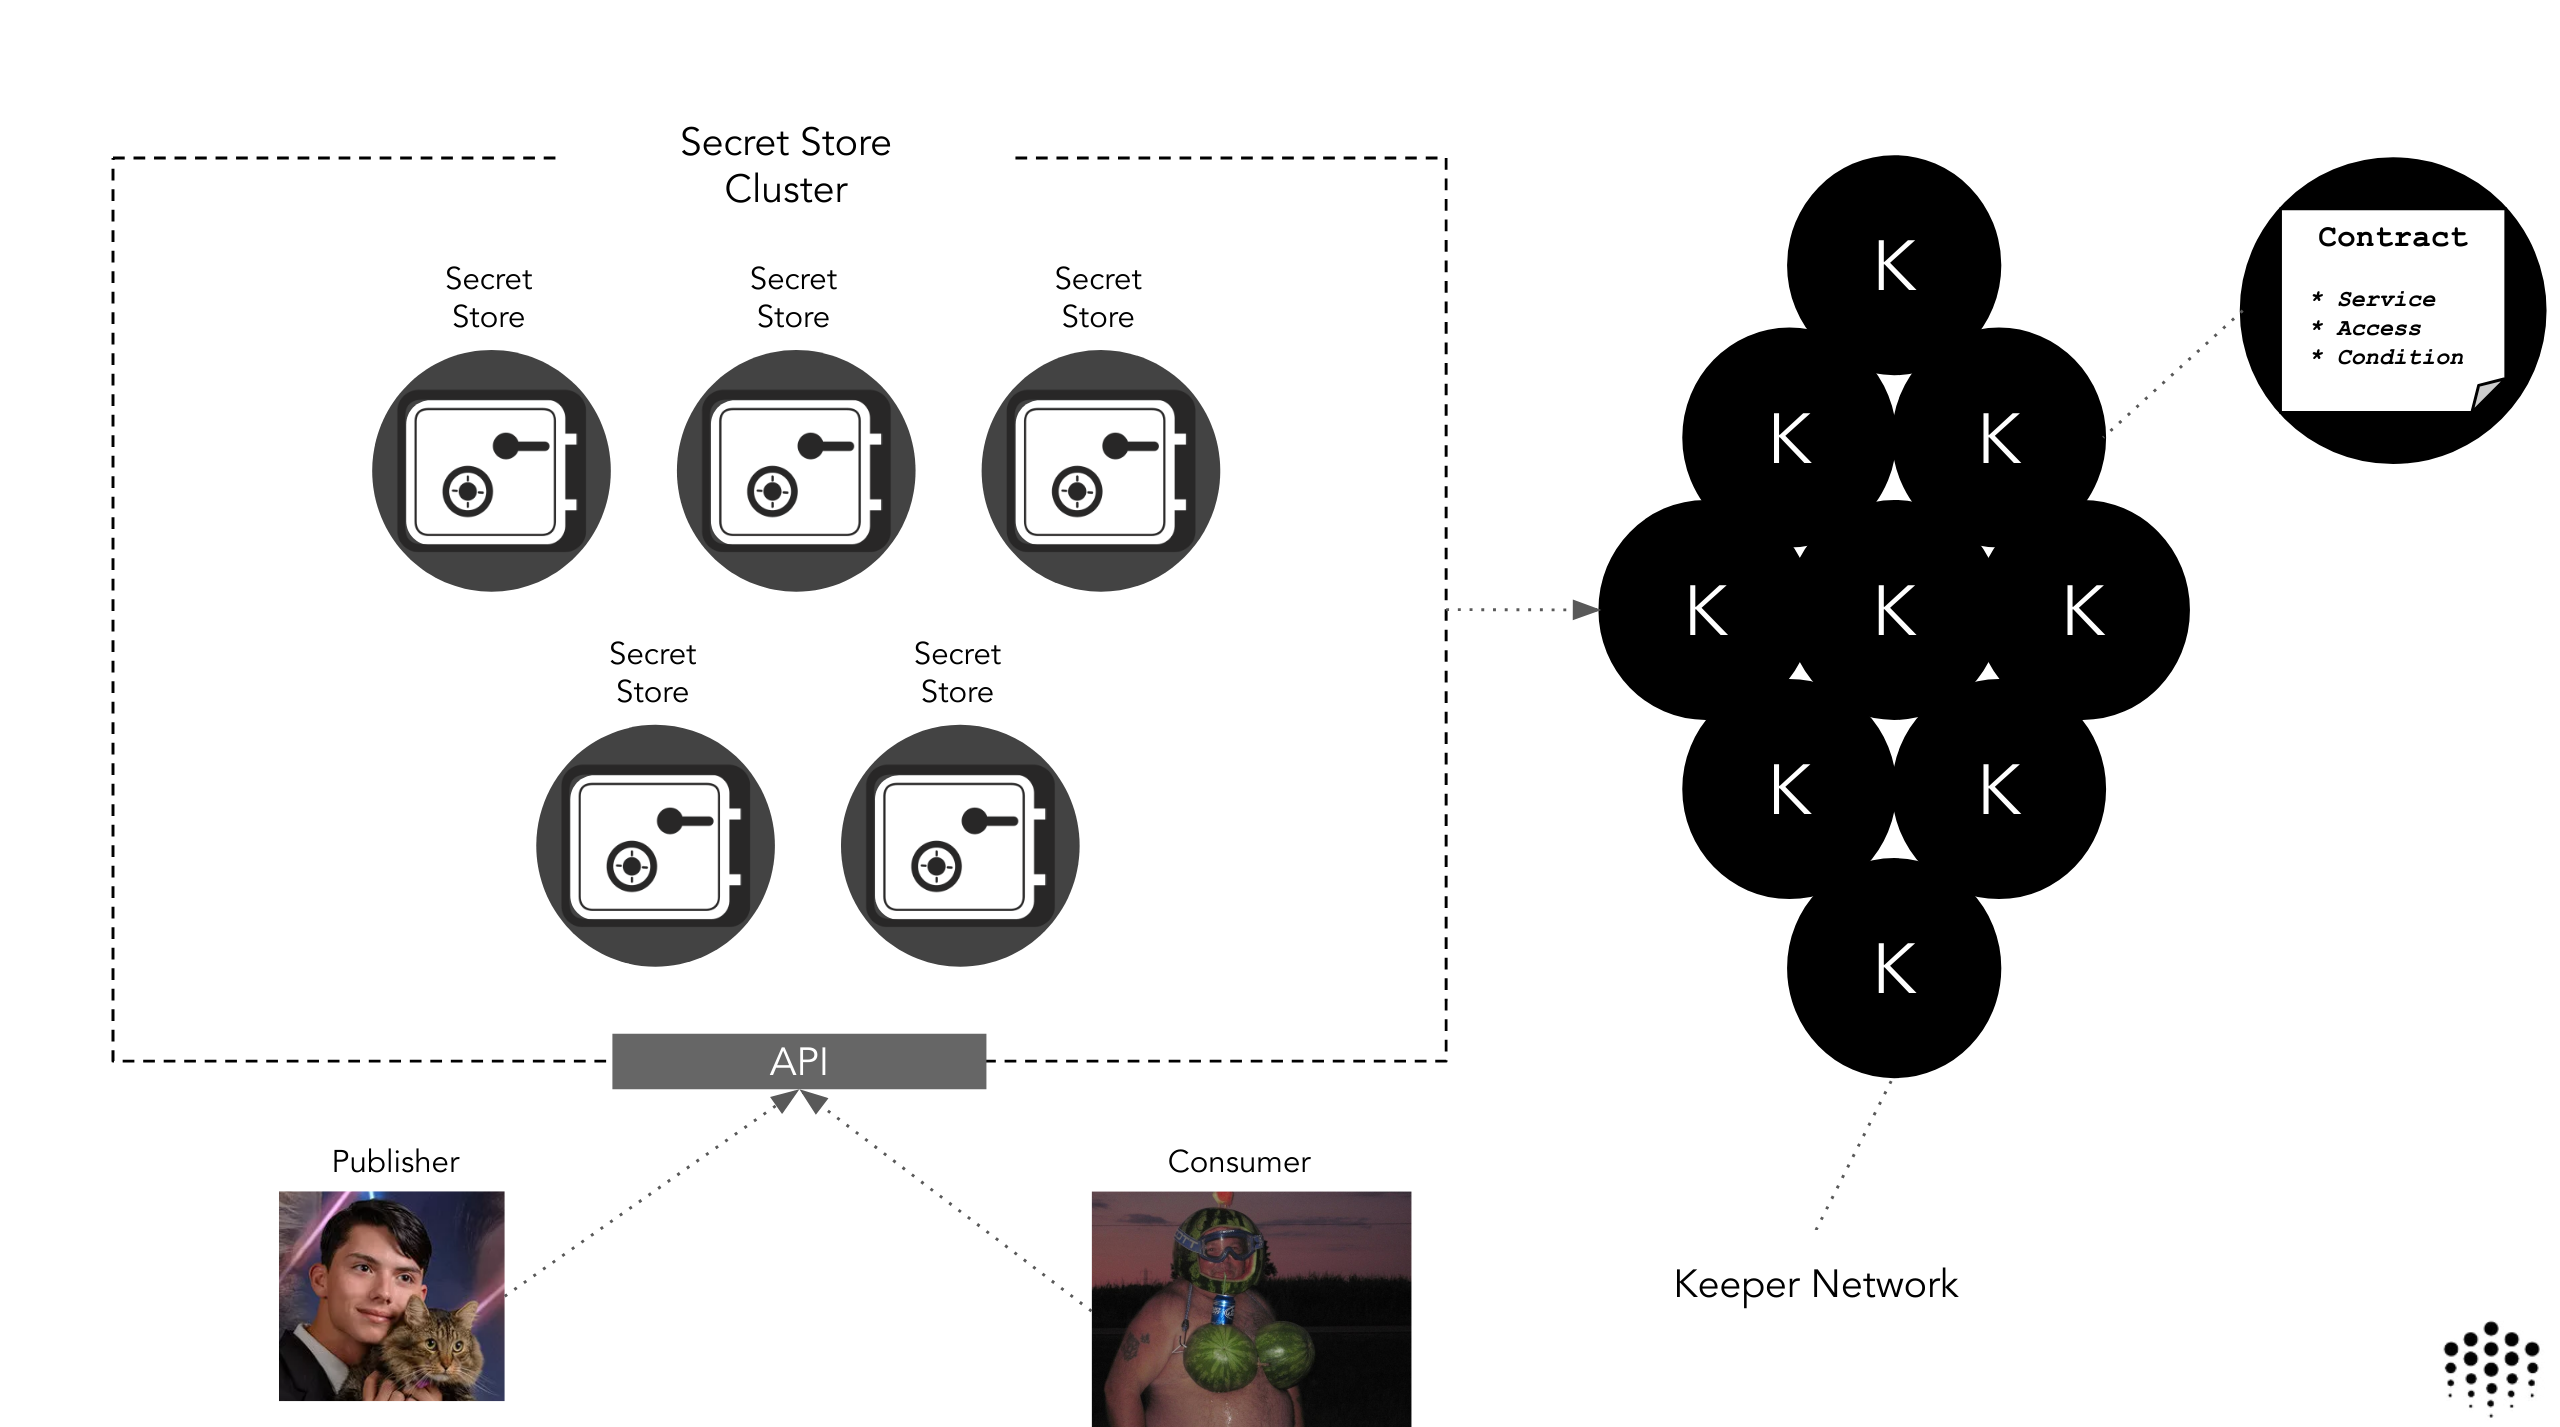 Secret Store
Cluster
Secret
Store
Secret
Store
Secret
Store
Secret
Store
Secret
Store
API
Publisher
Consumer
K
K
K
K
K
K
K
K
K
Contract
* Service
* Access
* Condition
Keeper Network